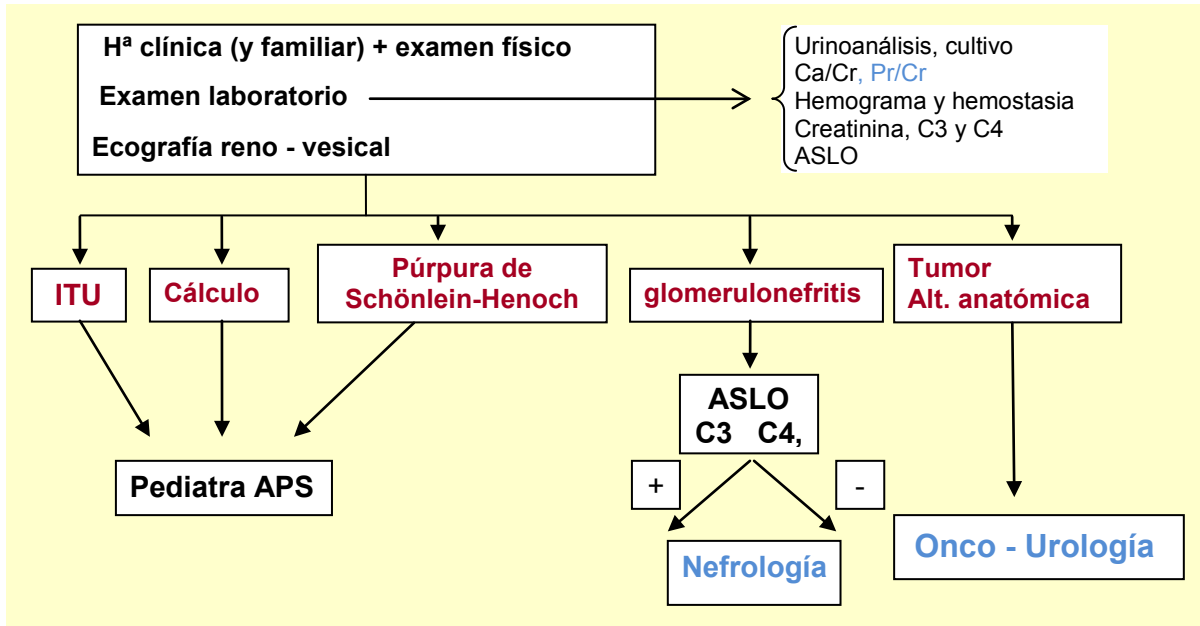 Hª clínica (y familiar) + examen físico
Examen laboratorio
Ecografía reno - vesical
Urinoanálisis, cultivo
Ca/Cr, Pr/Cr
Hemograma y hemostasia
Creatinina, C3 y C4
ASLO
ITU
Cálculo
Púrpura de
Schönlein-Henoch
glomerulonefritis
Tumor
Alt. anatómica
ASLO
C3 C4,
Pediatra APS
+
-
Nefrología
Onco - Urología